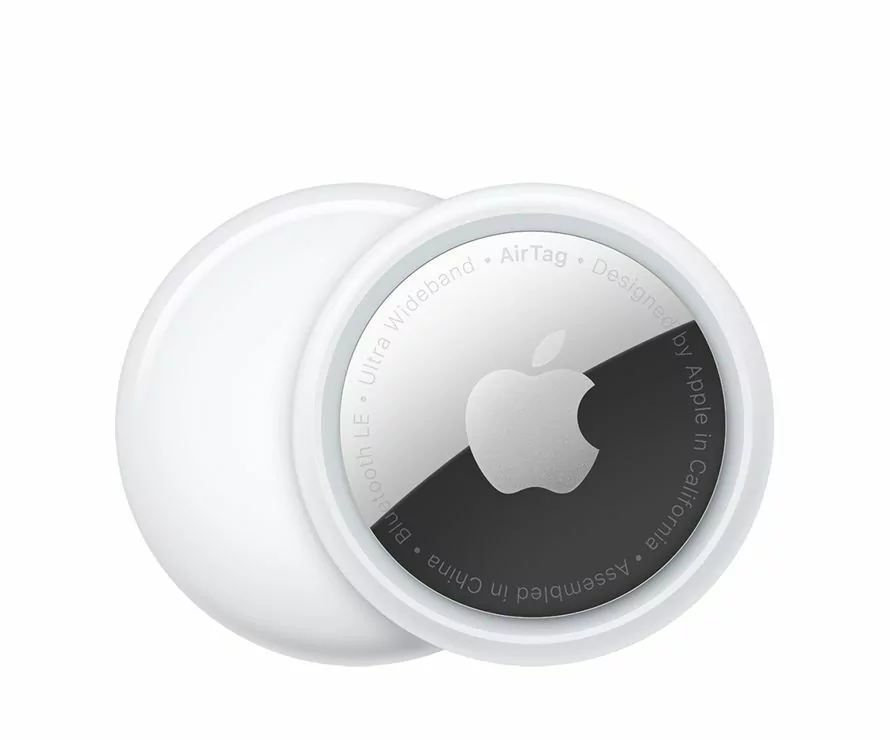 AirTag • Designed by Apple in California • Assembled in China • Bluetooth LE • Ultra Wideband •